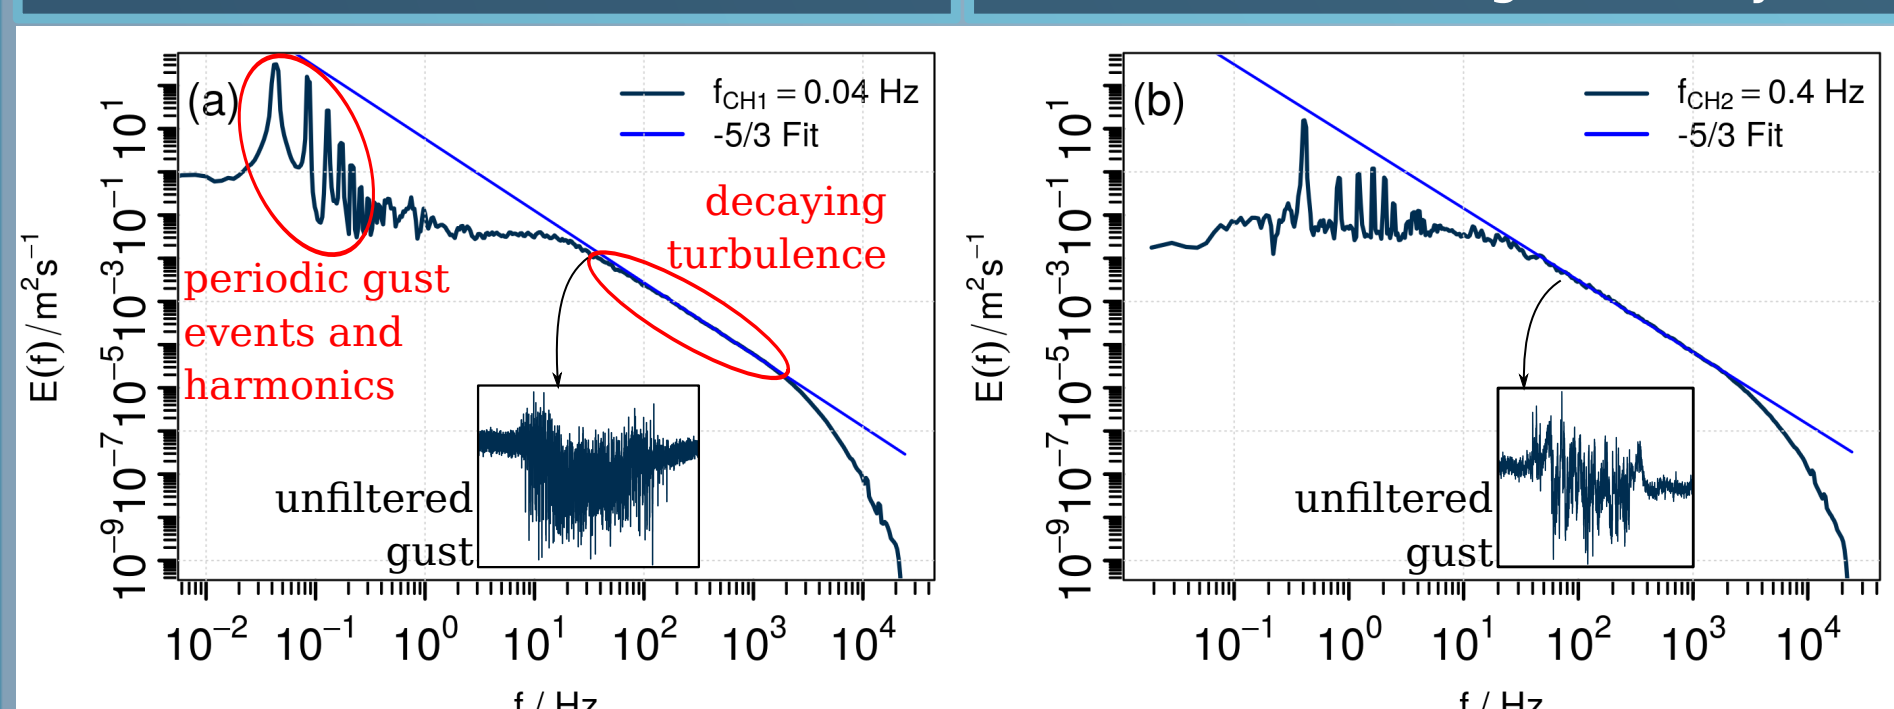 (a)
f_CH1 = 0.04 Hz
-5/3 Fit
decaying
turbulence
periodic gust
events and
harmonics
unfiltered
gust
E(f) / m²s⁻¹
10¹
10⁻¹
10⁻³
10⁻⁵
10⁻⁷
10⁻⁹
10⁻² 10⁻¹ 10⁰ 10¹ 10² 10³ 10⁴
f / Hz
(b)
f_CH2 = 0.4 Hz
-5/3 Fit
unfiltered
gust
E(f) / m²s⁻¹
10¹
10⁻¹
10⁻³
10⁻⁵
10⁻⁷
10⁻⁹
10⁻¹ 10⁰ 10¹ 10² 10³ 10⁴
f / Hz